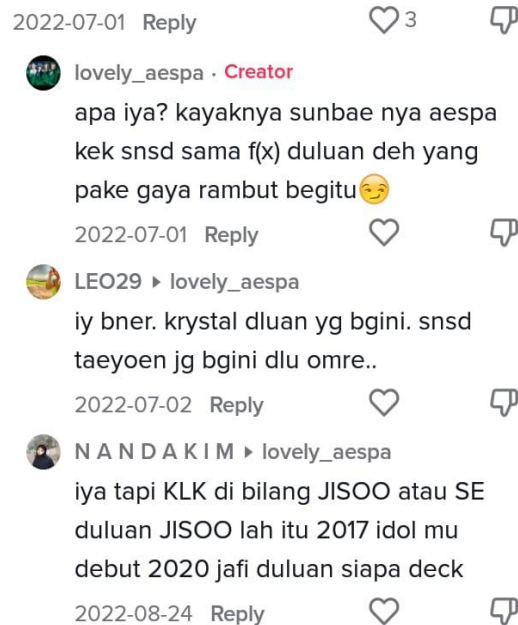 2022-07-01 Reply 3
lovely_aespa · Creator
apa iya? kayaknya sunbae nya aespa
kek snsd sama f(x) duluan deh yang
pake gaya rambut begitu😏
2022-07-01 Reply
LEO29 ▸ lovely_aespa
iy bner. krystal dluan yg bgini. snsd
taeyoen jg bgini dlu omre..
2022-07-02 Reply
N A N D A K I M ▸ lovely_aespa
iya tapi KLK di bilang JISOO atau SE
duluan JISOO lah itu 2017 idol mu
debut 2020 jafi duluan siapa deck
2022-08-24 Reply